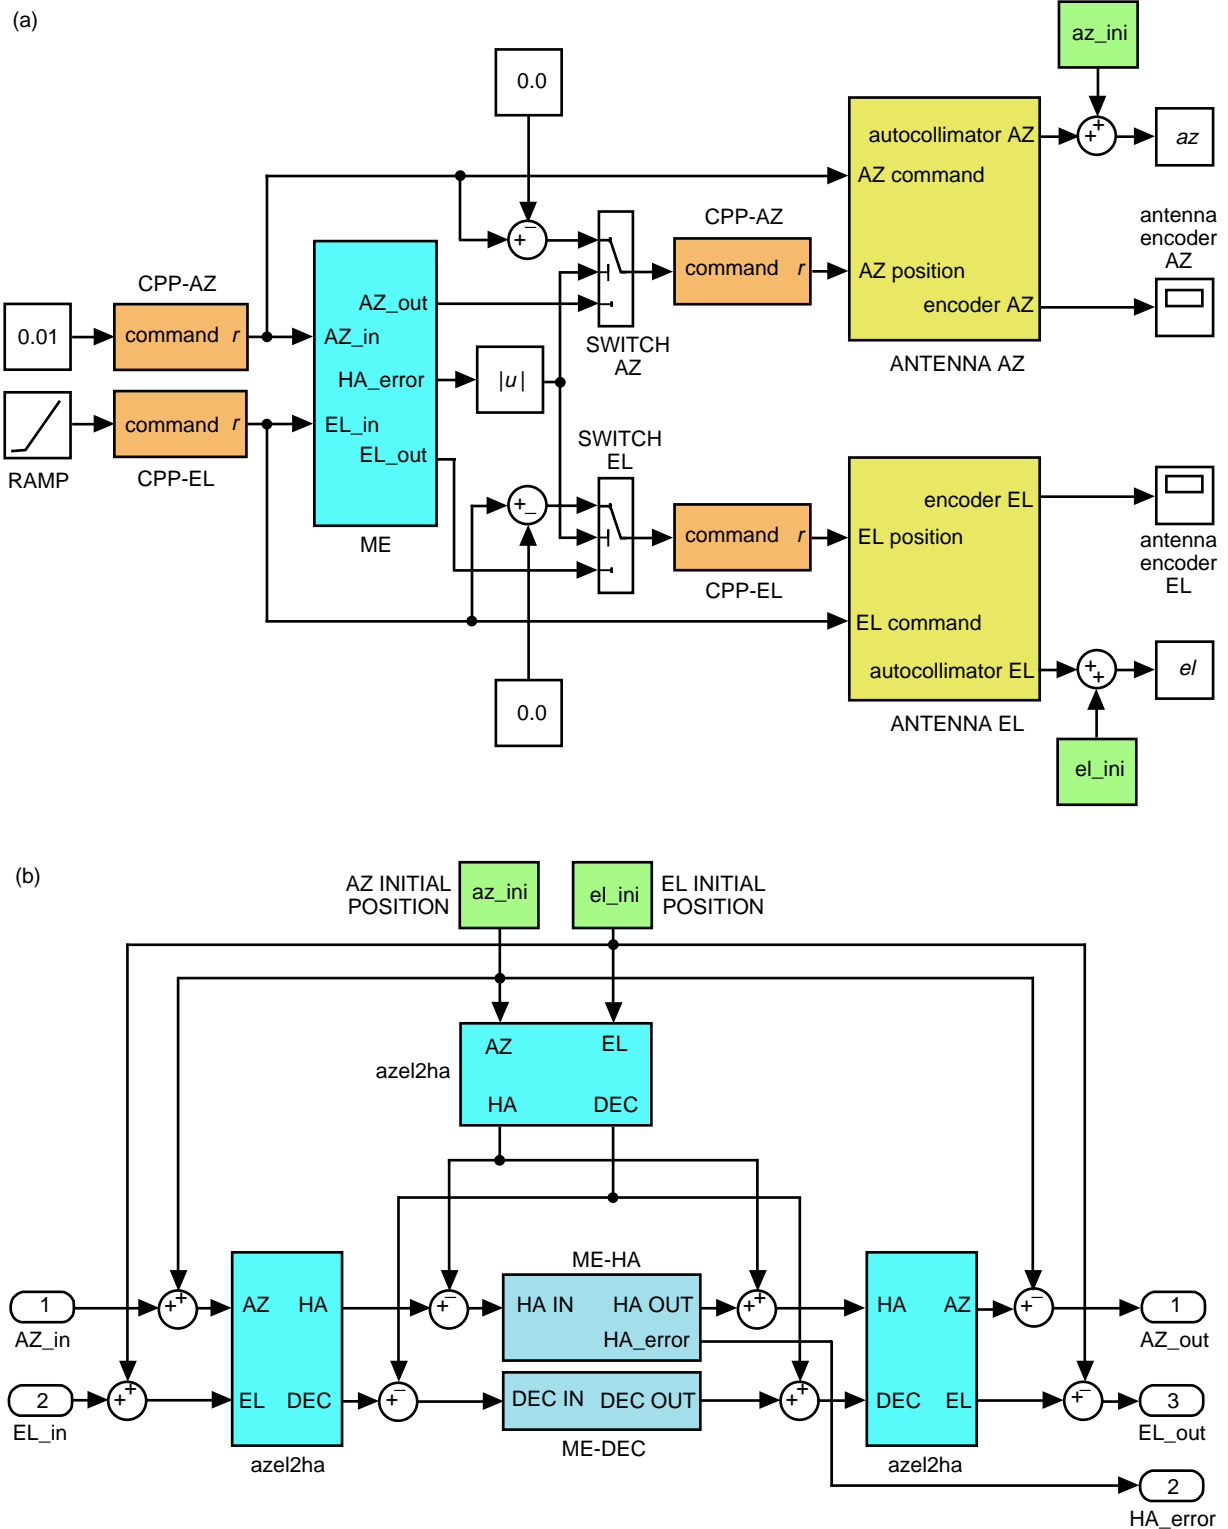 (a)
az_ini
0.0
autocollimator AZ
az
AZ command
CPP-AZ
antenna
encoder
AZ
command r
AZ position
CPP-AZ
AZ_out
encoder AZ
0.01
command r
AZ_in
SWITCH
AZ
ANTENNA AZ
HA_error
|u|
command r
EL_in
SWITCH
EL
EL_out
RAMP
CPP-EL
encoder EL
ME
command r
EL position
antenna
encoder
EL
CPP-EL
EL command
autocollimator EL
el
0.0
ANTENNA EL
el_ini
(b)
AZ INITIAL
POSITION
az_ini
el_ini
EL INITIAL
POSITION
AZ
EL
azel2ha
HA
DEC
ME-HA
1
AZ_in
AZ
HA
HA IN
HA OUT
HA_error
HA
AZ
1
AZ_out
2
EL_in
EL
DEC
DEC IN
DEC OUT
DEC
EL
3
EL_out
azel2ha
ME-DEC
azel2ha
2
HA_error